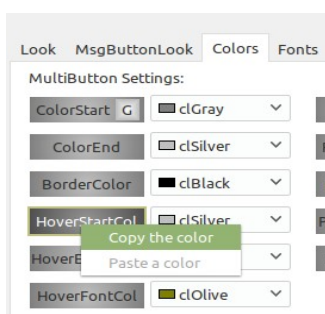 Look MsgButtonLook Colors Fonts
MultiButton Settings:
ColorStart G clGray
ColorEnd clSilver
BorderColor clBlack
HoverStartCol clSilver
Copy the color
Paste a color
HoverFontCol clOlive